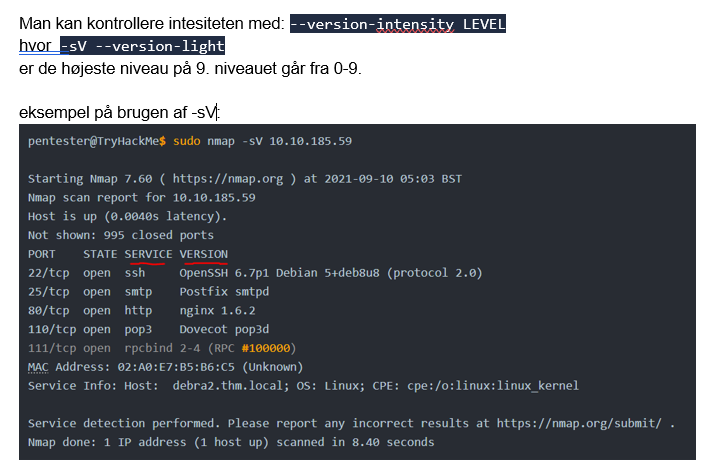 Man kan kontrollere intesiteten med: --version-intensity LEVEL
hvor -sV --version-light
er de højeste niveau på 9. niveauet går fra 0-9.
eksempel på brugen af -sV:
pentester@TryHackMe$ sudo nmap -sV 10.10.185.59
Starting Nmap 7.60 ( https://nmap.org ) at 2021-09-10 05:03 BST
Nmap scan report for 10.10.185.59
Host is up (0.0040s latency).
Not shown: 995 closed ports
PORT    STATE SERVICE VERSION
22/tcp  open  ssh     OpenSSH 6.7p1 Debian 5+deb8u8 (protocol 2.0)
25/tcp  open  smtp    Postfix smtpd
80/tcp  open  http    nginx 1.6.2
110/tcp open  pop3    Dovecot pop3d
111/tcp open  rpcbind 2-4 (RPC #100000)
MAC Address: 02:A0:E7:B5:B6:C5 (Unknown)
Service Info: Host:  debra2.thm.local; OS: Linux; CPE: cpe:/o:linux:linux_kernel
Service detection performed. Please report any incorrect results at https://nmap.org/submit/ .
Nmap done: 1 IP address (1 host up) scanned in 8.40 seconds